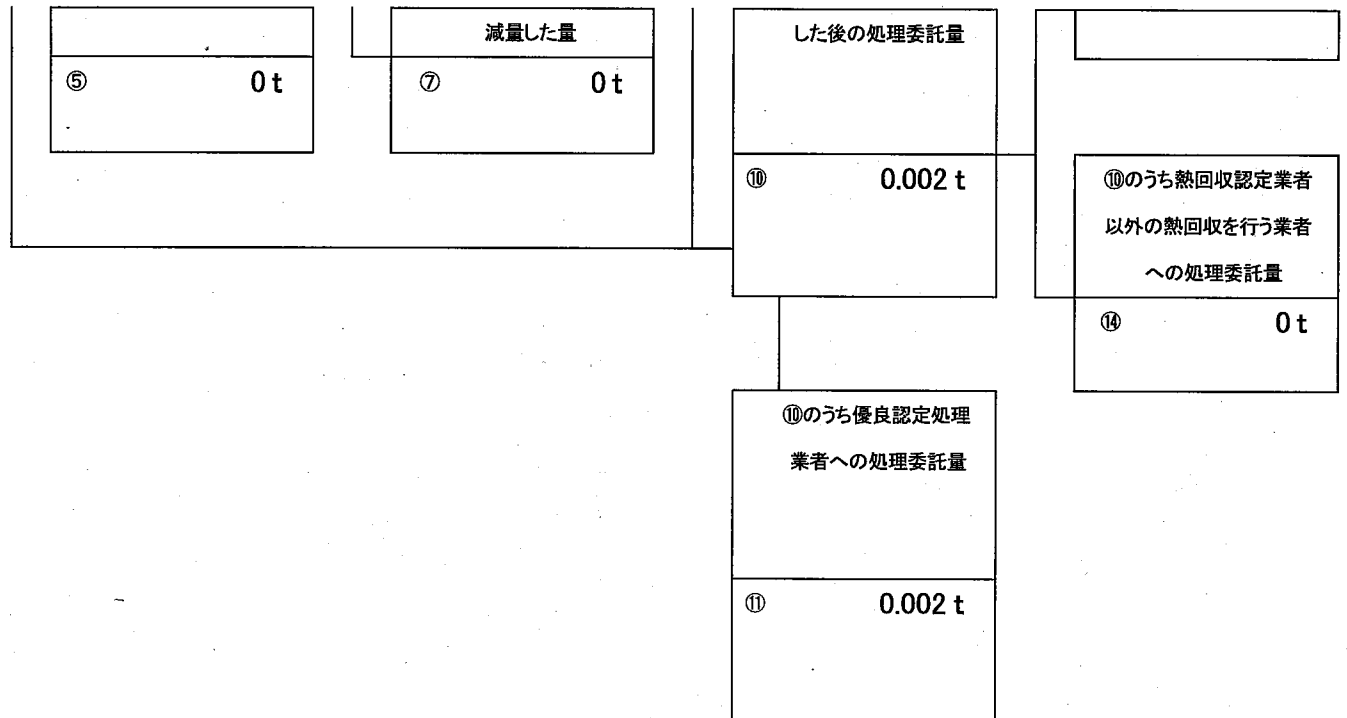 減量した量
した後の処理委託量
⑤ 0 t
⑦ 0 t
⑩ 0.002 t
⑩のうち熱回収認定業者
以外の熱回収を行う業者
への処理委託量
⑭ 0 t
⑩のうち優良認定処理
業者への処理委託量
⑪ 0.002 t